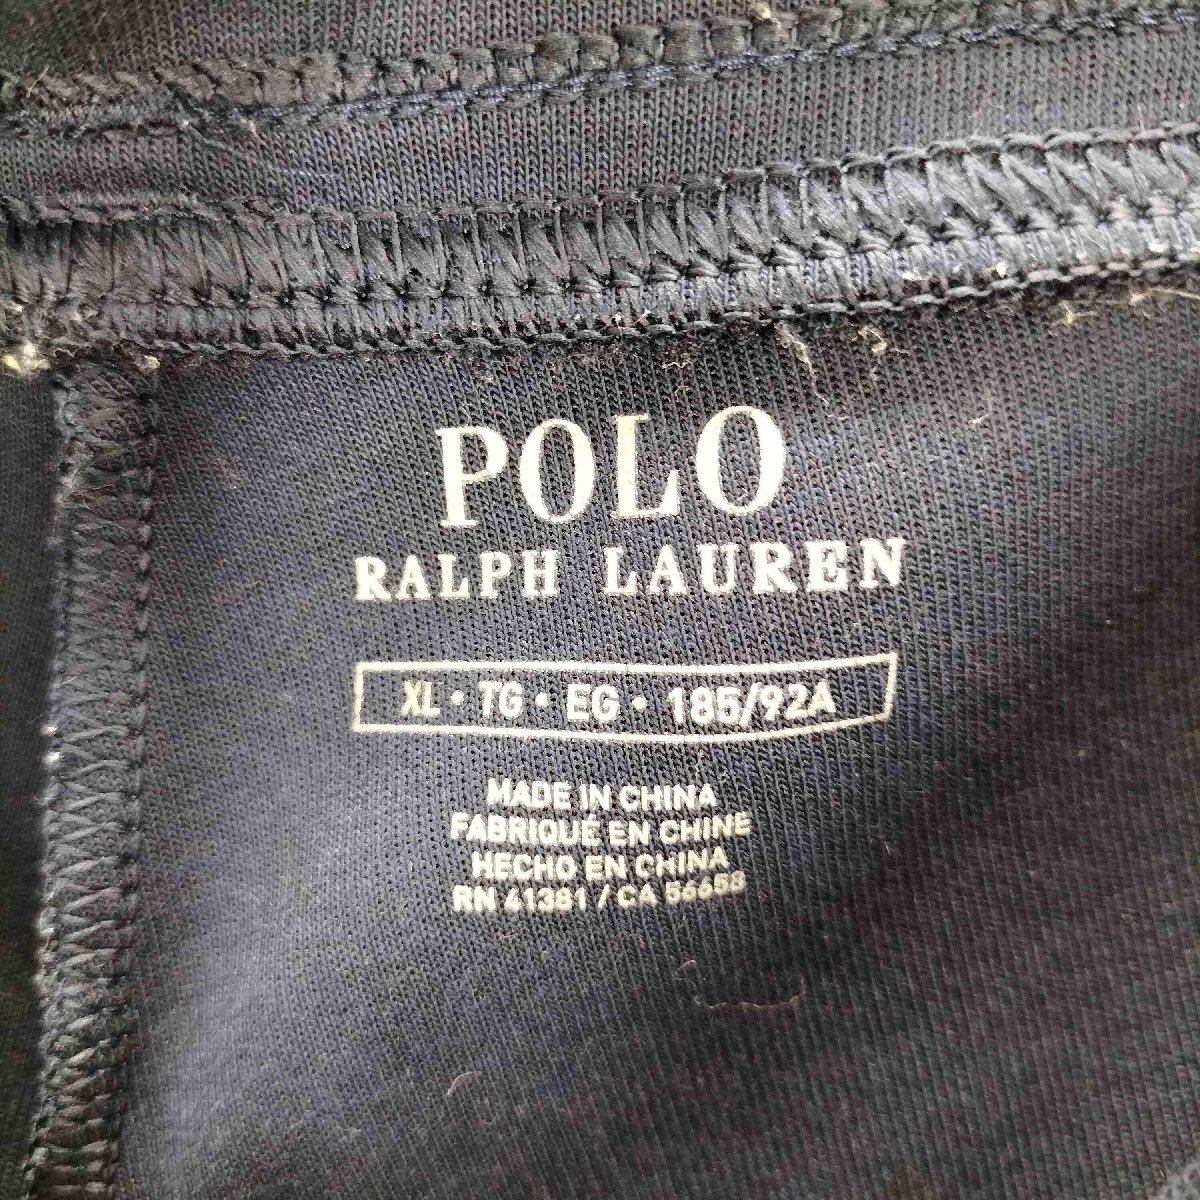 POLO
RALPH LAUREN
XL • TG • EG • 185/92A
MADE IN CHINA
FABRIQUÉ EN CHINE
HECHO EN CHINA
RN 41381 / CA 56658